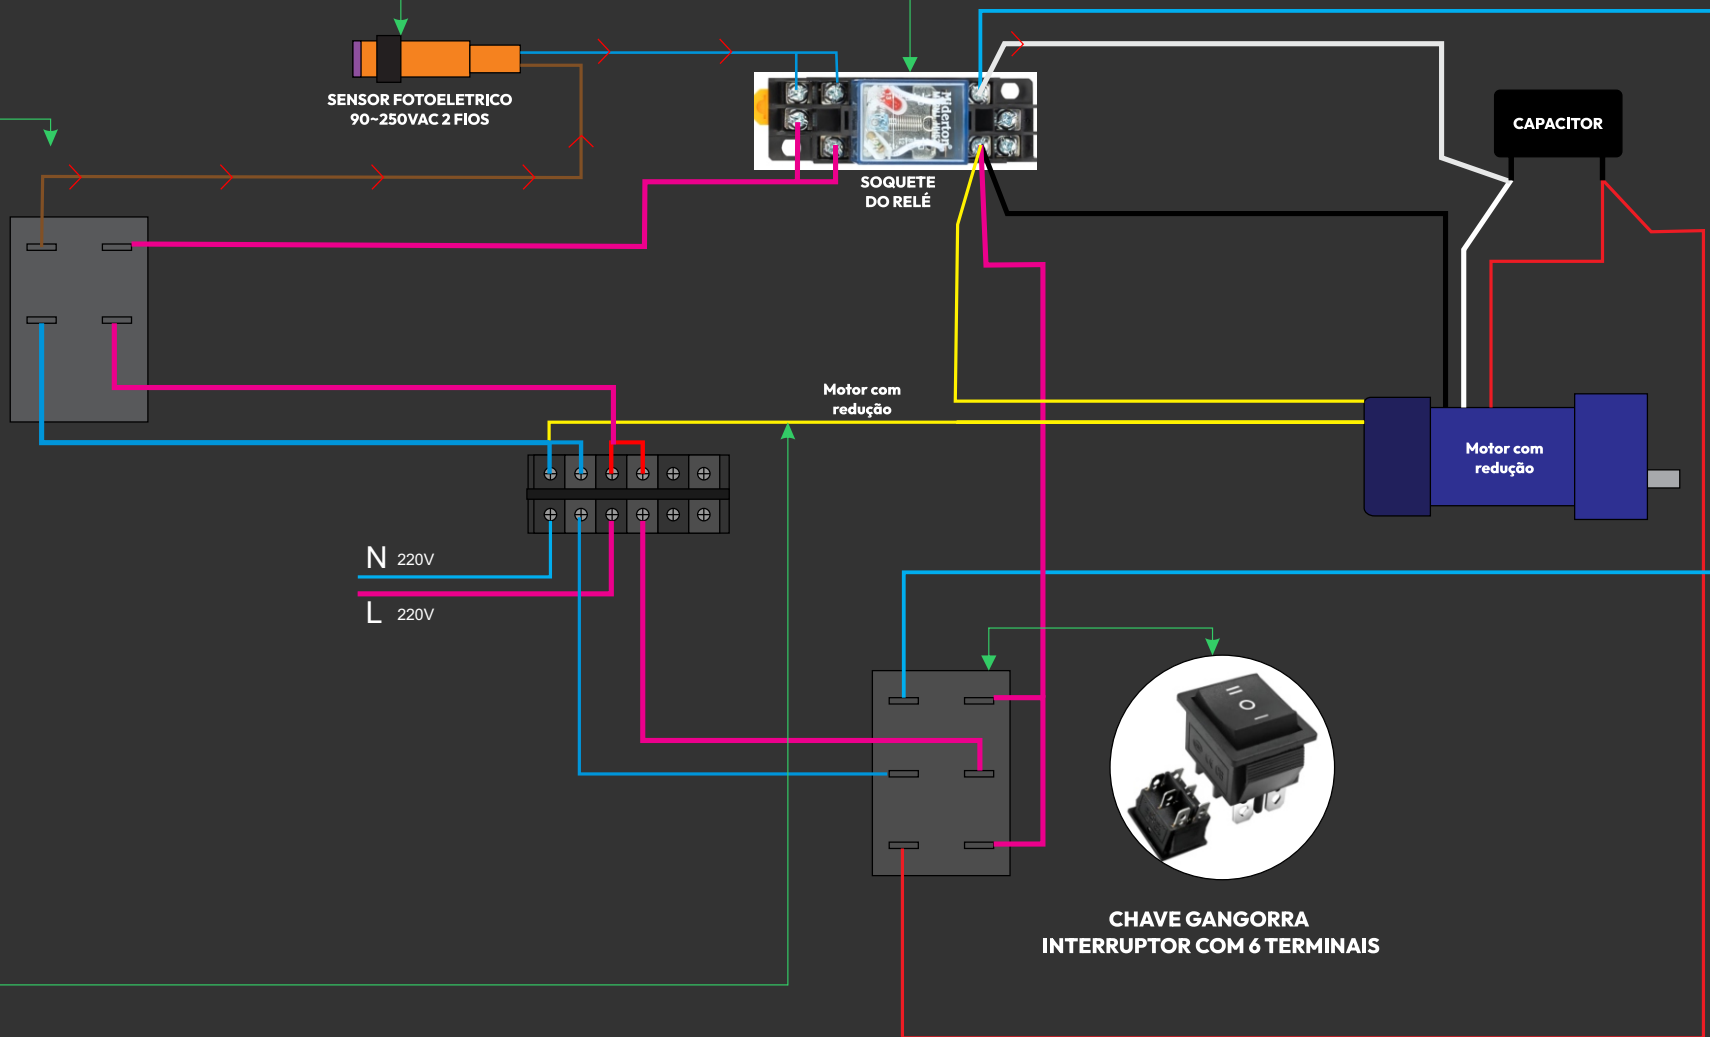 SENSOR FOTOELETRICO
90~250VAC 2 FIOS
SOQUETE
DO RELÉ
CAPACITOR
Motor com
redução
Motor com
redução
N 220V
L 220V
CHAVE GANGORRA
INTERRUPTOR COM 6 TERMINAIS